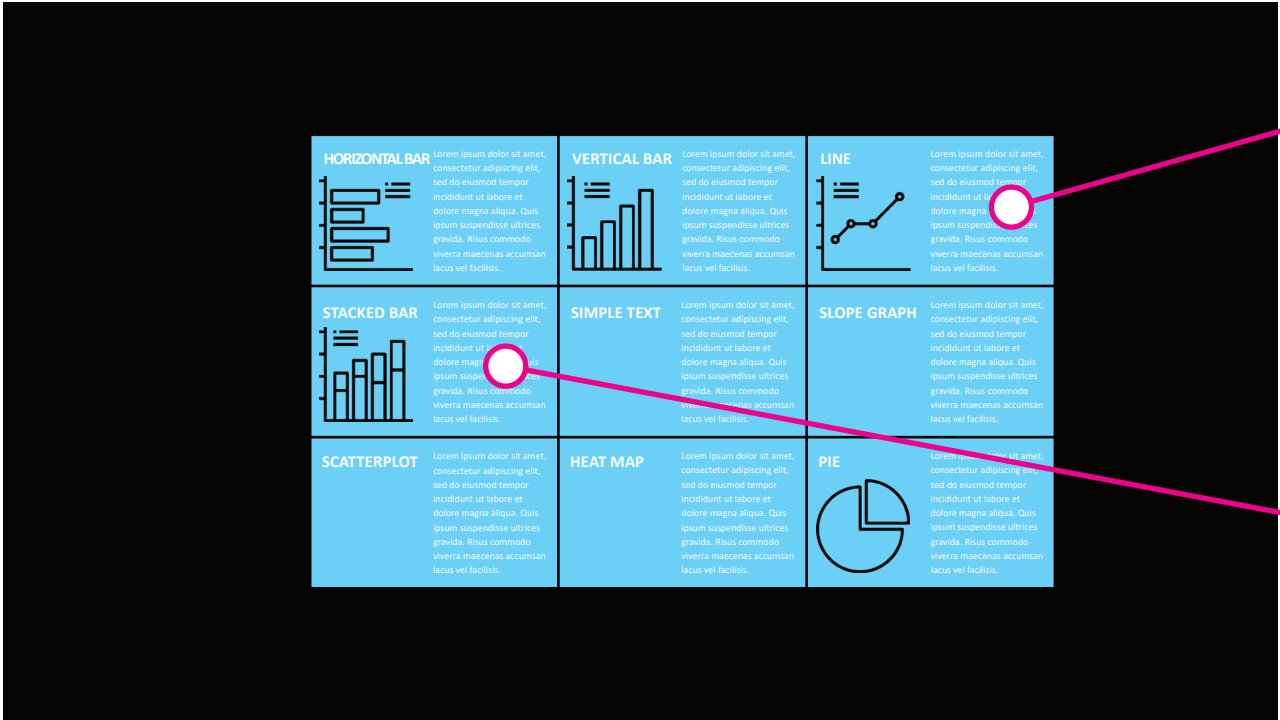 HORIZONTAL BAR
Lorem ipsum dolor sit amet,
consectetur adipiscing elit,
sed do eiusmod tempor
incididunt ut labore et
dolore magna aliqua. Quis
ipsum suspendisse ultrices
gravida. Risus commodo
viverra maecenas accumsan
lacus vel facilisis.
VERTICAL BAR
Lorem ipsum dolor sit amet,
consectetur adipiscing elit,
sed do eiusmod tempor
incididunt ut labore et
dolore magna aliqua. Quis
ipsum suspendisse ultrices
gravida. Risus commodo
viverra maecenas accumsan
lacus vel facilisis.
LINE
Lorem ipsum dolor sit amet,
consectetur adipiscing elit,
sed do eiusmod tempor
incididunt ut
dolore magna
ipsum
gravida. Risus commodo
viverra maecenas accumsan
lacus vel facilisis.
STACKED BAR
Lorem ipsum dolor sit amet,
consectetur adipiscing elit,
sed do eiusmod tempor
incididunt ut et
dolore
ipsum
gravida. Risus commodo
viverra maecenas accumsan
lacus vel facilisis.
SIMPLE TEXT
Lorem ipsum dolor sit amet,
consectetur adipiscing elit,
sed do eiusmod tempor
incididunt ut labore et
dolore magna aliqua. Quis
ipsum suspendisse ultrices
gravida. Risus commodo
viverra maecenas accumsan
lacus vel facilisis.
SLOPE GRAPH
Lorem ipsum dolor sit amet,
consectetur adipiscing elit,
sed do eiusmod tempor
incididunt ut labore et
dolore magna aliqua. Quis
ipsum suspendisse ultrices
gravida. Risus commodo
viverra maecenas accumsan
lacus vel facilisis.
SCATTERPLOT
Lorem ipsum dolor sit amet,
consectetur adipiscing elit,
sed do eiusmod tempor
incididunt ut labore et
dolore magna aliqua. Quis
ipsum suspendisse ultrices
gravida. Risus commodo
viverra maecenas accumsan
lacus vel facilisis.
HEAT MAP
Lorem ipsum dolor sit amet,
consectetur adipiscing elit,
sed do eiusmod tempor
incididunt ut labore et
dolore magna aliqua. Quis
ipsum suspendisse ultrices
gravida. Risus commodo
viverra maecenas accumsan
lacus vel facilisis.
PIE
Lorem ipsum dolor sit amet,
consectetur adipiscing elit,
sed do eiusmod tempor
incididunt ut labore et
dolore magna aliqua. Quis
ipsum suspendisse ultrices
gravida. Risus commodo
viverra maecenas accumsan
lacus vel facilisis.